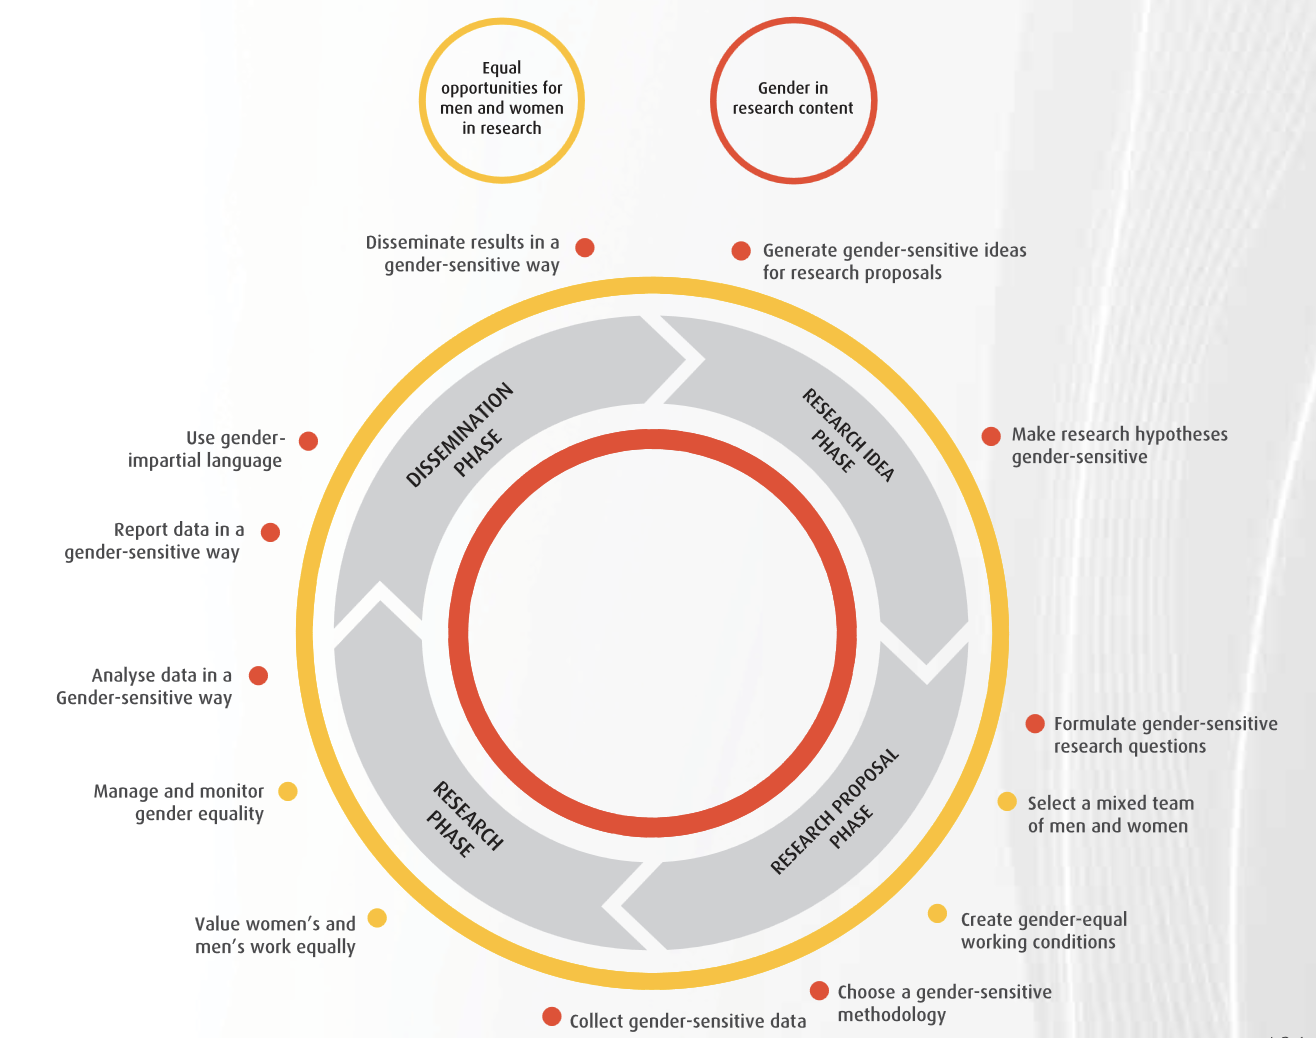 Equal
opportunities for
men and women
in research
Gender in
research content
Disseminate results in a
gender-sensitive way
Generate gender-sensitive ideas
for research proposals
DISSEMINATION
PHASE
RESEARCH IDEA
PHASE
Make research hypotheses
gender-sensitive
Use gender-
impartial language
Report data in a
gender-sensitive way
Analyse data in a
Gender-sensitive way
Formulate gender-sensitive
research questions
Manage and monitor
gender equality
RESEARCH
PHASE
RESEARCH PROPOSAL
PHASE
Select a mixed team
of men and women
Value women's and
men's work equally
Create gender-equal
working conditions
Choose a gender-sensitive
methodology
Collect gender-sensitive data